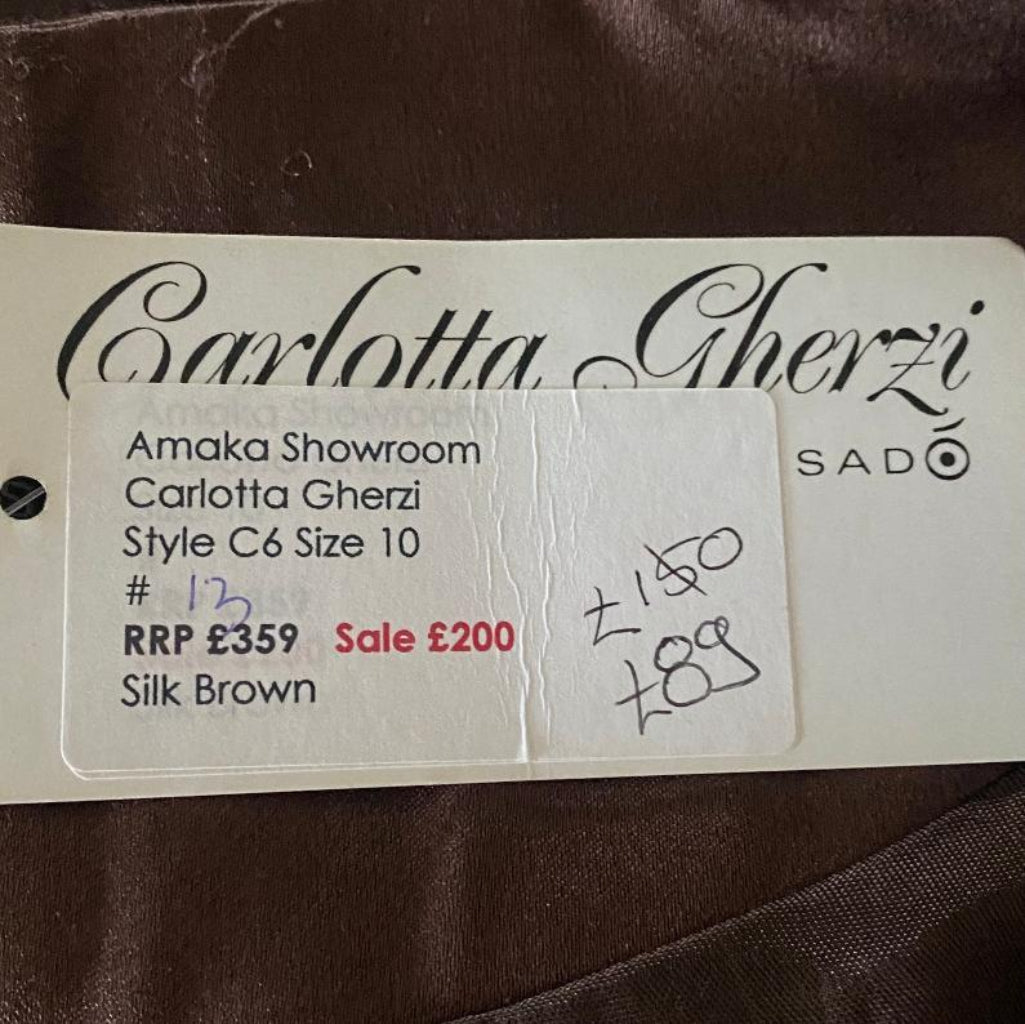 Carlotta Gherzi
SADŌ
Amaka Showroom
Carlotta Gherzi
Style C6 Size 10
# 13
RRP £359 Sale £200
Silk Brown
£150
£89